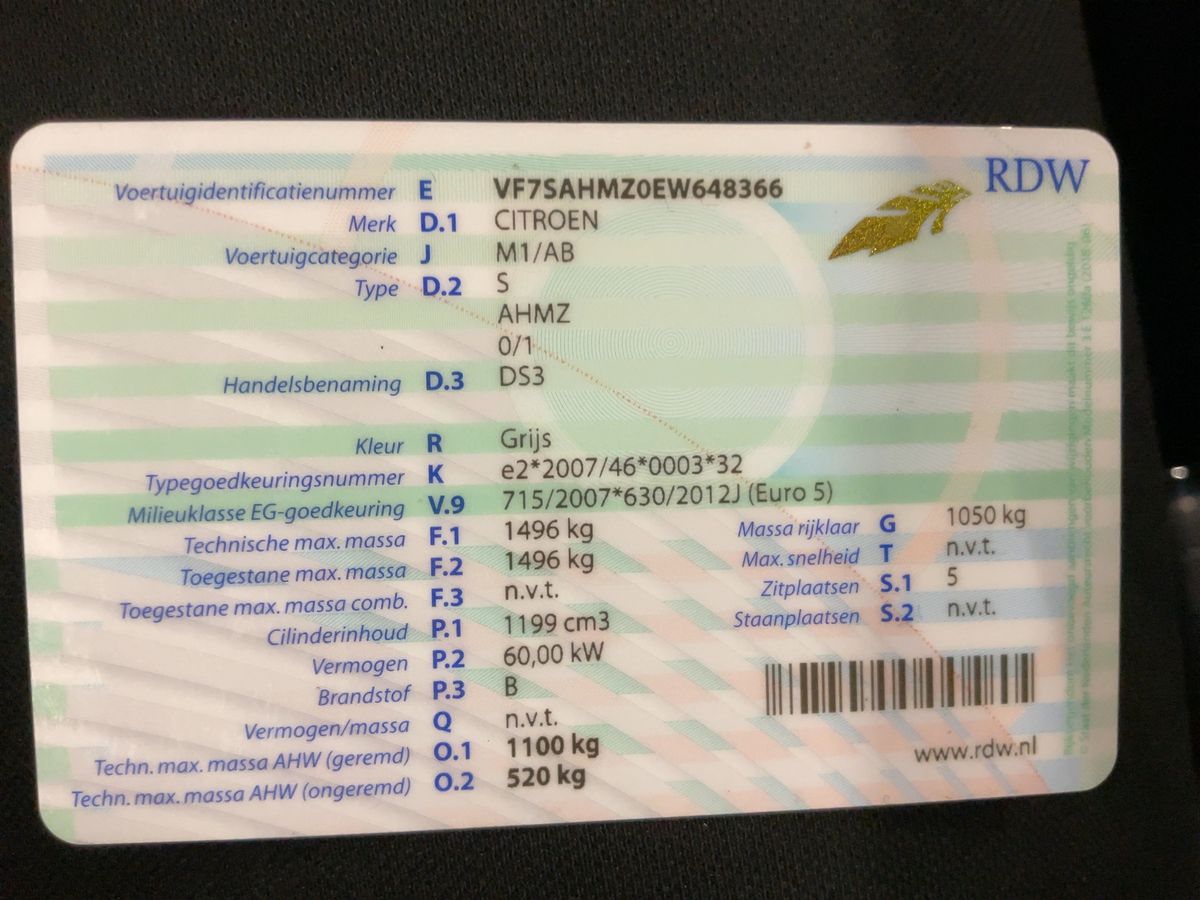 RDW
Voertuigidentificatienummer E VF7SAHMZ0EW648366
Merk D.1 CITROEN
Voertuigcategorie J M1/AB
Type D.2 S
AHMZ
0/1
Handelsbenaming D.3 DS3
Kleur R Grijs
Typegoedkeuringsnummer K e2*2007/46*0003*32
Milieuklasse EG-goedkeuring V.9 715/2007*630/2012J (Euro 5)
Technische max. massa F.1 1496 kg Massa rijklaar G 1050 kg
Toegestane max. massa F.2 1496 kg Max. snelheid T n.v.t.
Toegestane max. massa comb. F.3 n.v.t. Zitplaatsen S.1 5
Cilinderinhoud P.1 1199 cm3 Staanplaatsen S.2 n.v.t.
Vermogen P.2 60,00 kW
Brandstof P.3 B
Vermogen/massa Q n.v.t.
Techn. max. massa AHW (geremd) O.1 1100 kg
Techn. max. massa AHW (ongeremd) O.2 520 kg
www.rdw.nl